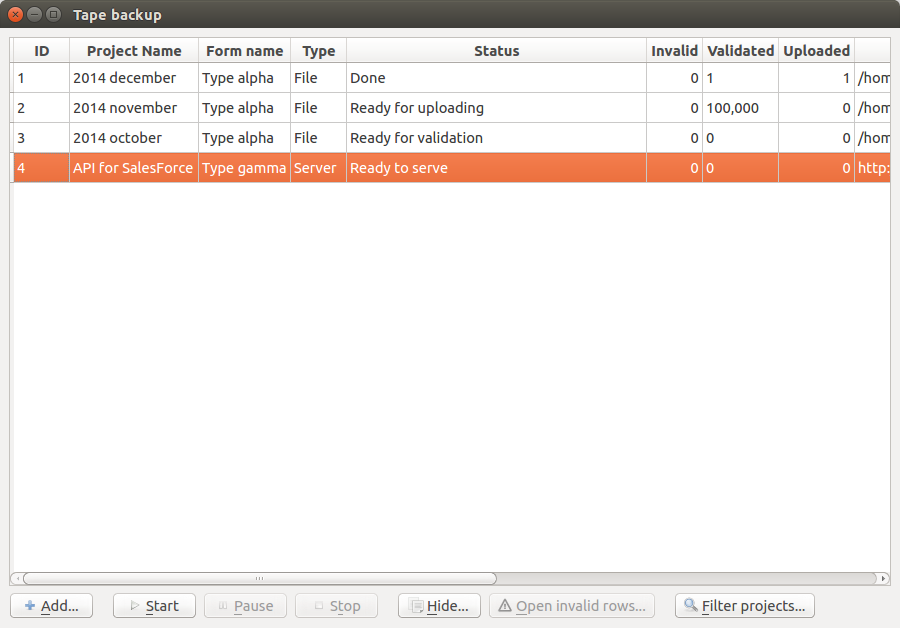 Tape backup
ID Project Name Form name Type Status Invalid Validated Uploaded
1 2014 december Type alpha File Done 0 1 1 /hom
2 2014 november Type alpha File Ready for uploading 0 100,000 0 /hom
3 2014 october Type alpha File Ready for validation 0 0 0 /hom
4 API for SalesForce Type gamma Server Ready to serve 0 0 0 http:
Add... Start Pause Stop Hide... Open invalid rows... Filter projects...